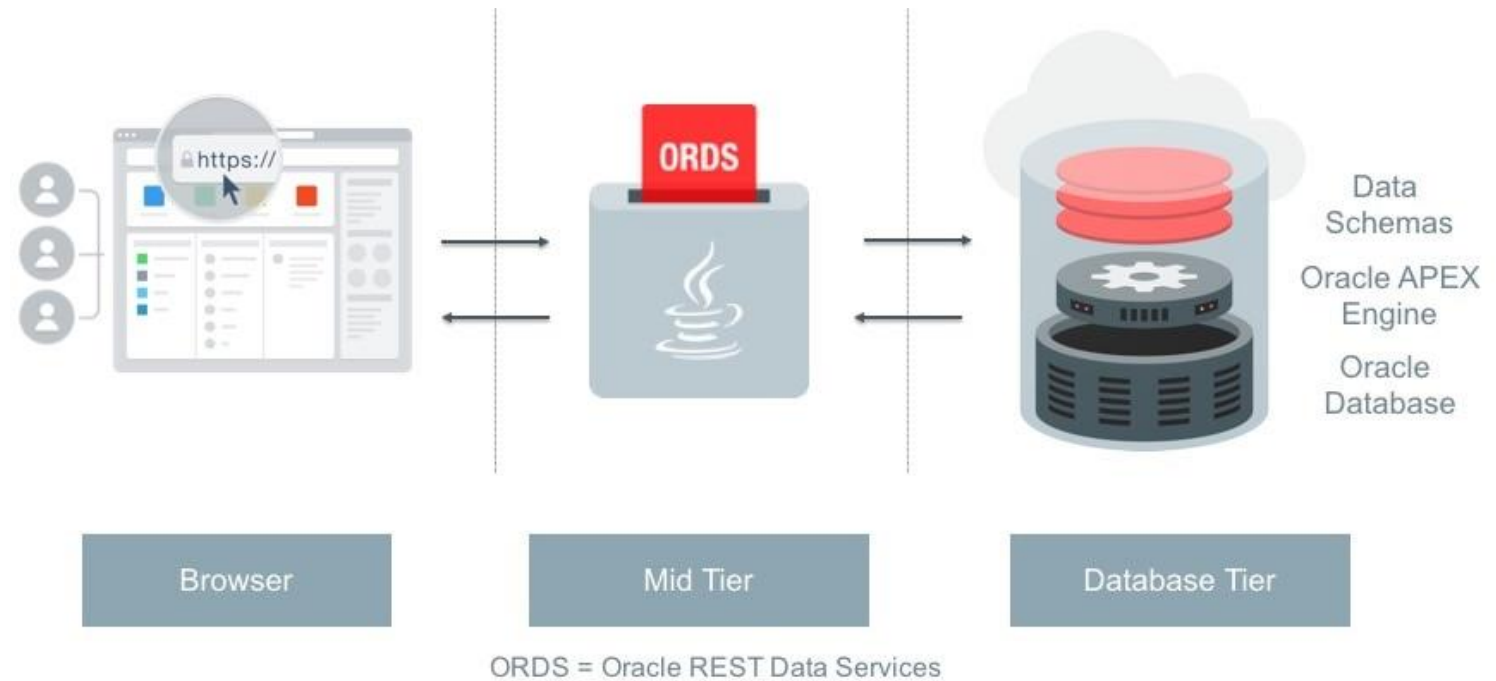 https://
ORDS
Data
Schemas
Oracle APEX
Engine
Oracle
Database
Browser
Mid Tier
Database Tier
ORDS = Oracle REST Data Services